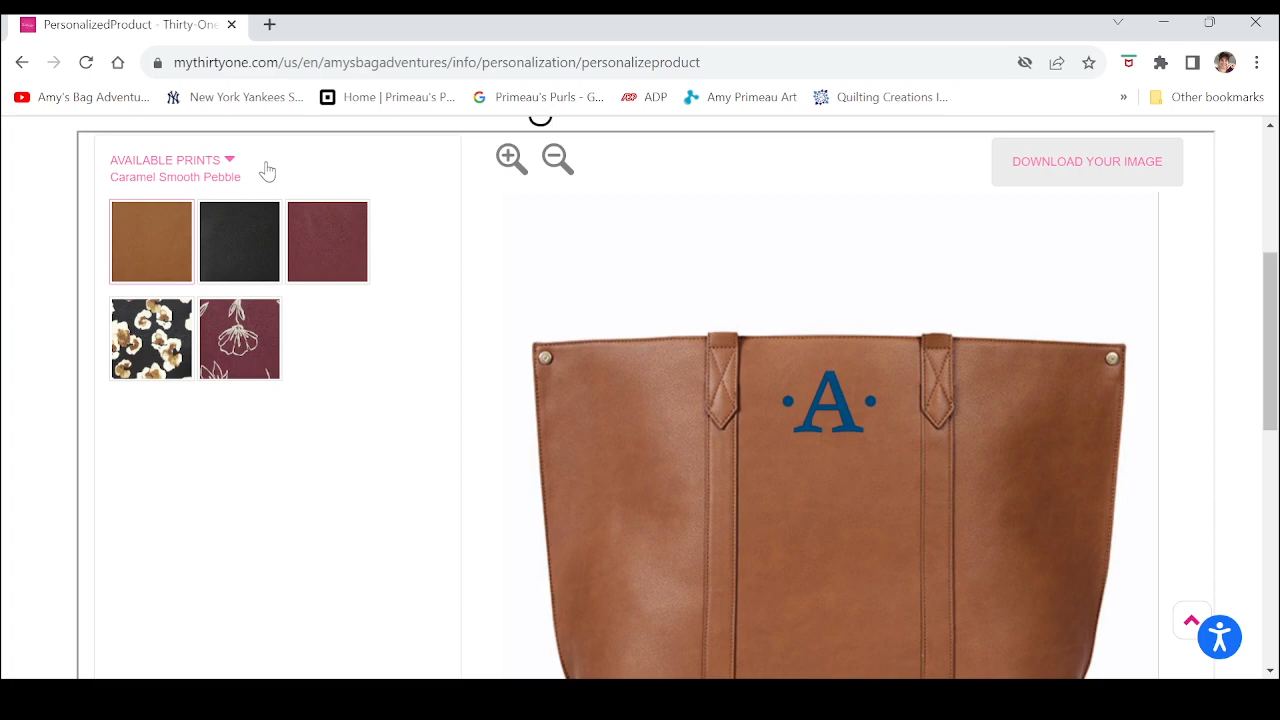 PersonalizedProduct - Thirty-One
mythirtyone.com/us/en/amysbagadventures/info/personalization/personalizeproduct
Amy's Bag Adventu...
New York Yankees S...
Home | Primeau's P...
Primeau's Purls - G...
ADP
Amy Primeau Art
Quilting Creations I...
»
Other bookmarks
AVAILABLE PRINTS
Caramel Smooth Pebble
DOWNLOAD YOUR IMAGE
·A·